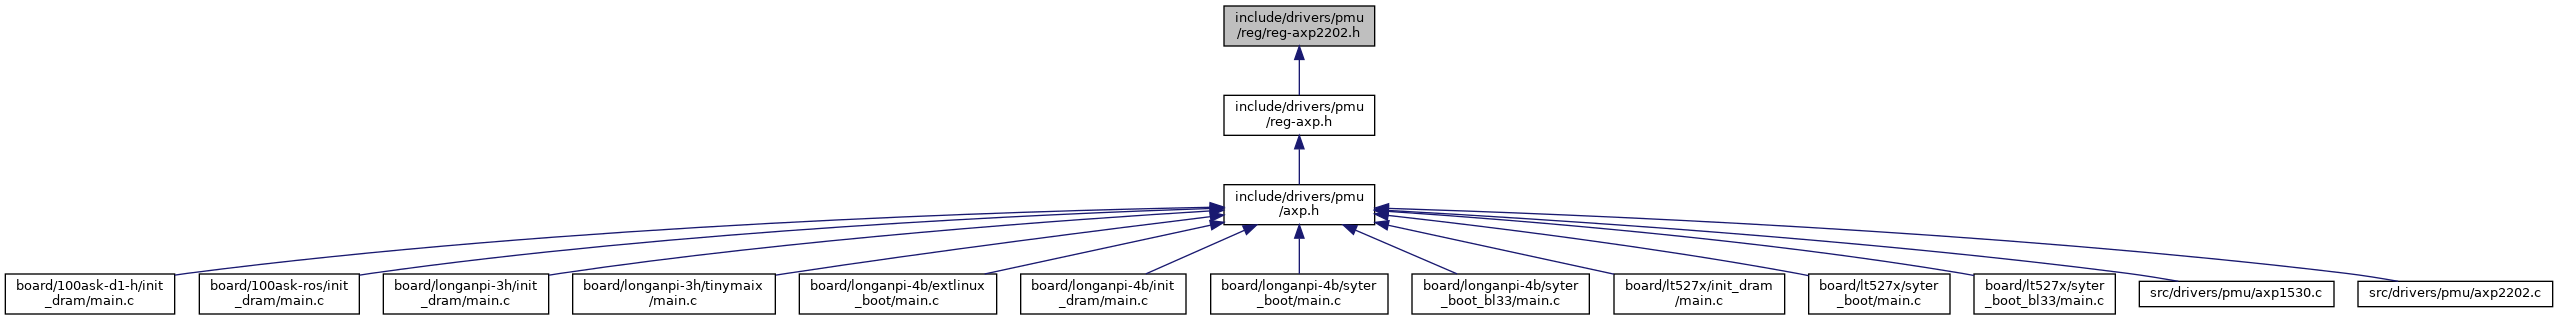 include/drivers/pmu
/reg/reg-axp2202.h
include/drivers/pmu
/reg-axp.h
include/drivers/pmu
/axp.h
board/100ask-d1-h/init
_dram/main.c
board/100ask-ros/init
_dram/main.c
board/longanpi-3h/init
_dram/main.c
board/longanpi-3h/tinymaix
/main.c
board/longanpi-4b/extlinux
_boot/main.c
board/longanpi-4b/init
_dram/main.c
board/longanpi-4b/syter
_boot/main.c
board/longanpi-4b/syter
_boot_bl33/main.c
board/lt527x/init_dram
/main.c
board/lt527x/syter
_boot/main.c
board/lt527x/syter
_boot_bl33/main.c
src/drivers/pmu/axp1530.c
src/drivers/pmu/axp2202.c